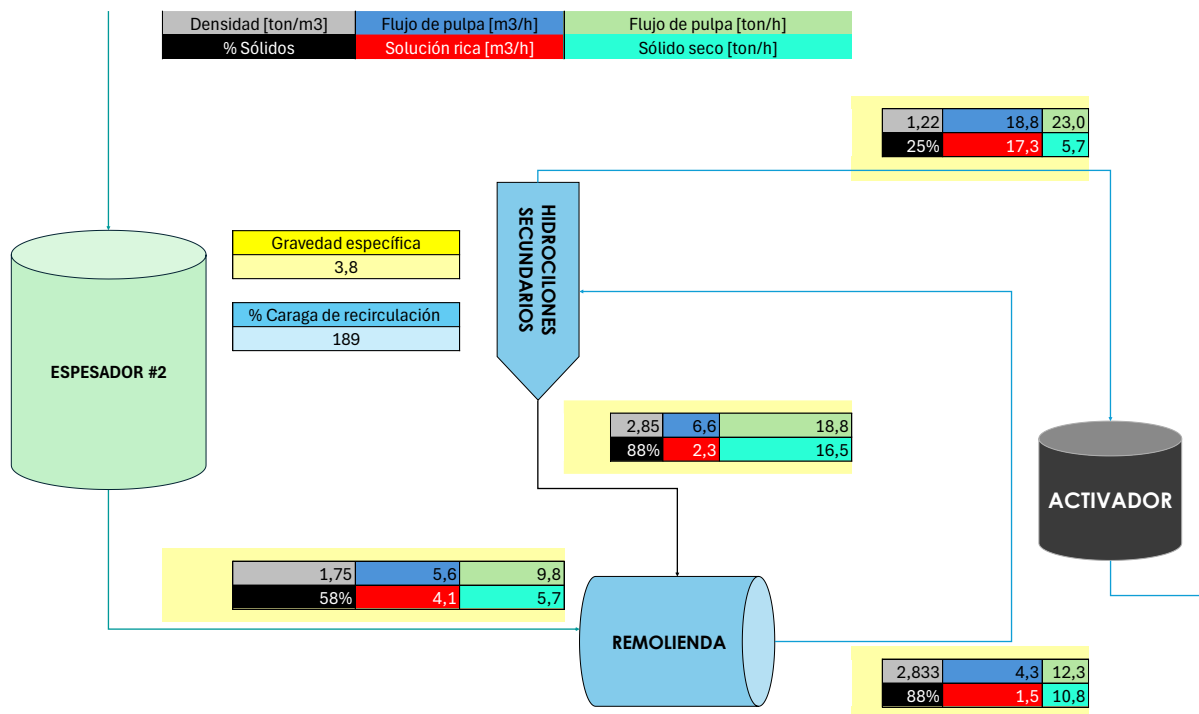 Densidad [ton/m3] Flujo de pulpa [m3/h] Flujo de pulpa [ton/h]
% Sólidos Solución rica [m3/h] Sólido seco [ton/h]
1,22 18,8 23,0
25% 17,3 5,7
HIDROCILONES
SECUNDARIOS
Gravedad específica
3,8
% Caraga de recirculación
189
ESPESADOR #2
2,85 6,6 18,8
88% 2,3 16,5
ACTIVADOR
1,75 5,6 9,8
58% 4,1 5,7
REMOLIENDA
2,833 4,3 12,3
88% 1,5 10,8